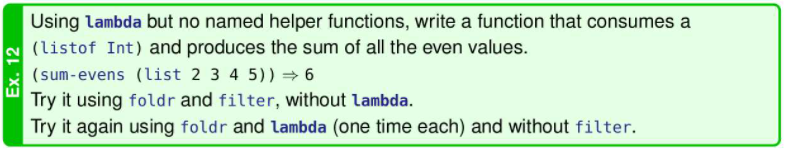 Ex. 12
Using lambda but no named helper functions, write a function that consumes a
(listof Int) and produces the sum of all the even values.
(sum-evens (list 2 3 4 5)) ⇒ 6
Try it using foldr and filter, without lambda.
Try it again using foldr and lambda (one time each) and without filter.